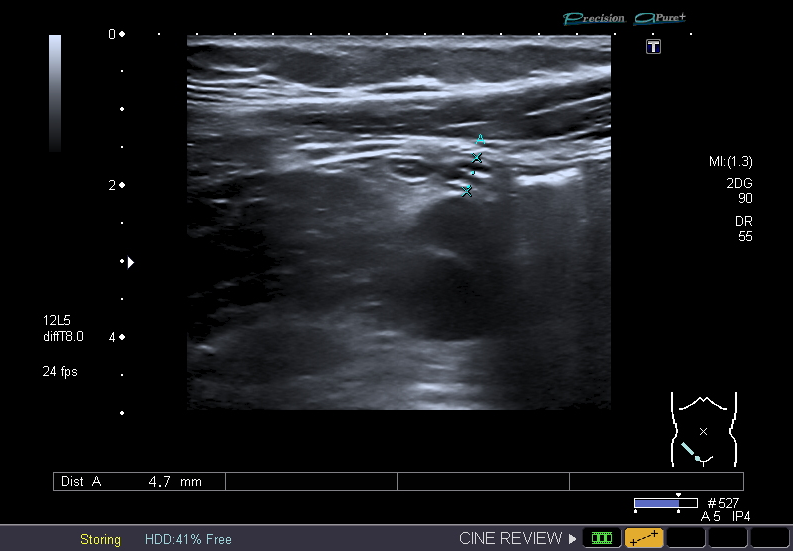 Precision APure+
0
T
MI:(1.3)
2DG
90
DR
55
2
12L5
diffT8.0
24 fps
4
A
Dist A 4.7 mm
#527
A 5 IP4
Storing HDD:41% Free CINE REVIEW